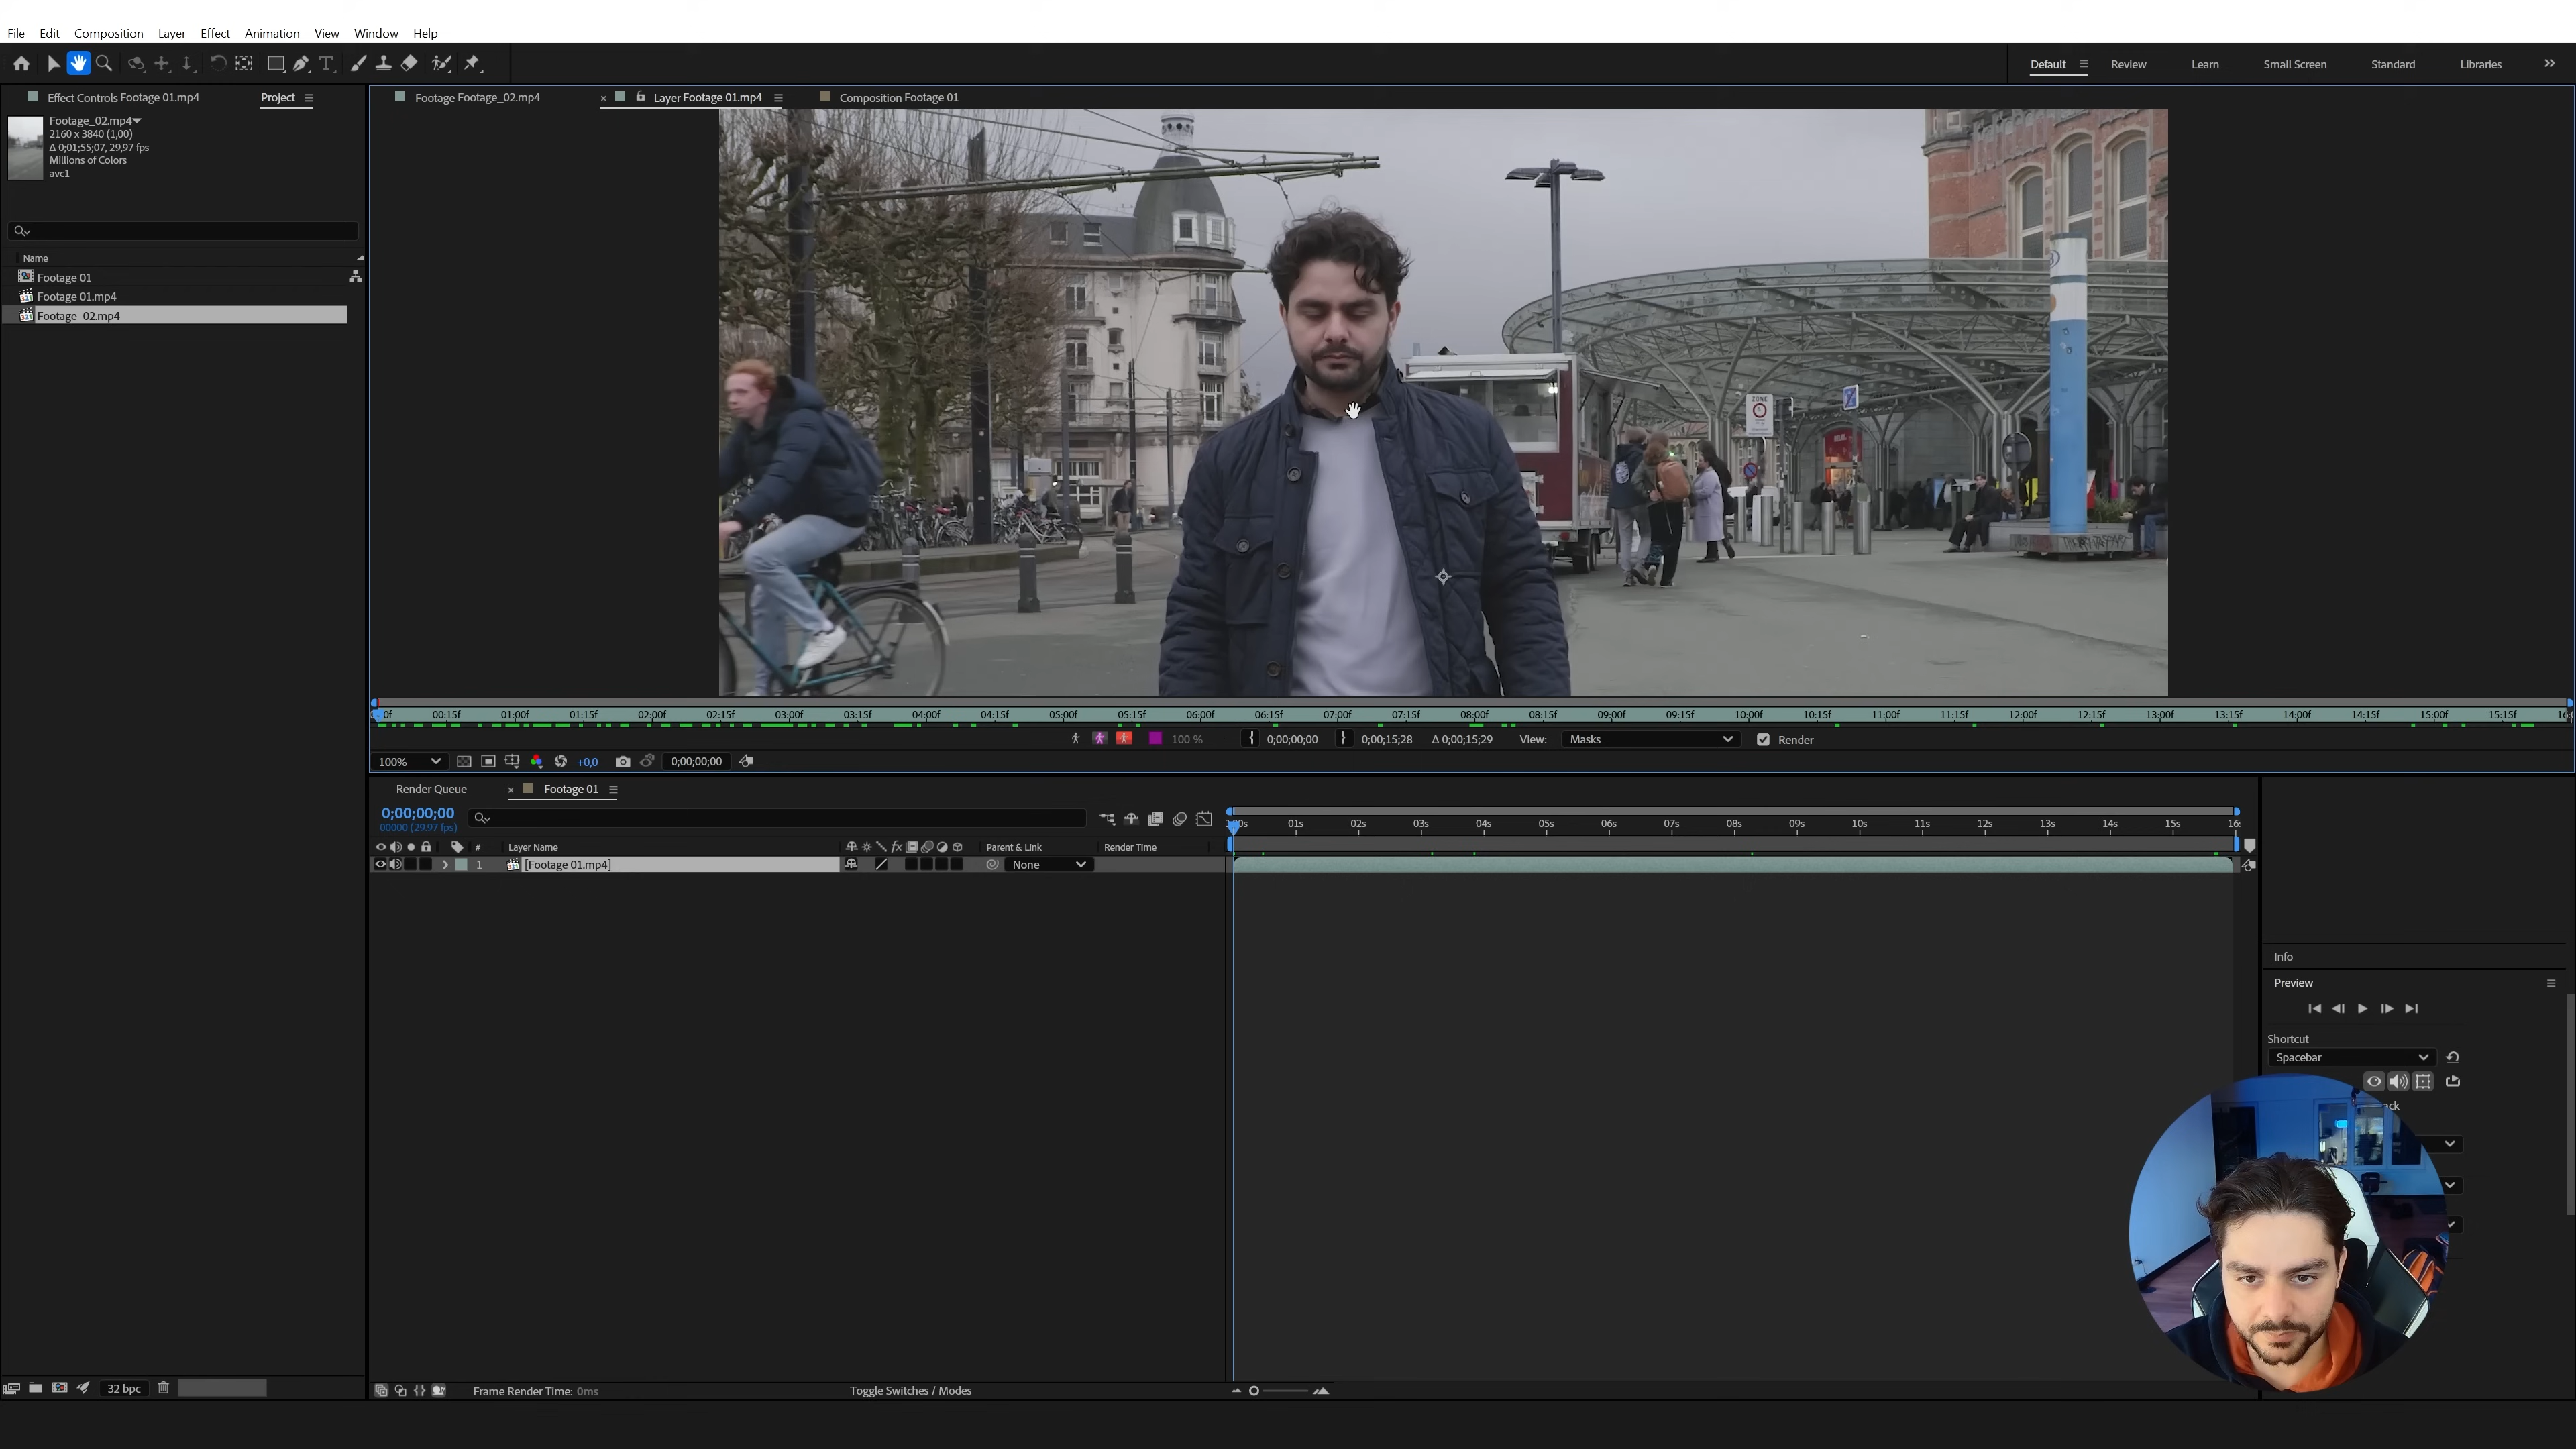 File Edit Composition Layer Effect Animation View Window Help
Default Review Learn Small Screen Standard Libraries
Effect Controls Footage 01.mp4 Project
Footage Footage_02.mp4 Layer Footage 01.mp4 Composition Footage 01
Footage_02.mp4
2160 x 3840 (1,00)
Δ 0;01;55;07, 29,97 fps
Millions of Colors
avc1
Name
Footage 01
Footage 01.mp4
Footage_02.mp4
ZONE
00:15f 01:00f 01:15f 02:00f 02:15f 03:00f 03:15f 04:00f 04:15f 05:00f 05:15f 06:00f 06:15f 07:00f 07:15f 08:00f 08:15f 09:00f 09:15f 10:00f 10:15f 11:00f 11:15f 12:00f 12:15f 13:00f 13:15f 14:00f 14:15f 15:00f 15:15f
100 % 0;00;00;00 0;00;15;28 Δ 0;00;15;29 View: Masks Render
100% +0,0 0;00;00;00
Render Queue Footage 01
0;00;00;00
00000 (29.97 fps)
01s 02s 03s 04s 05s 06s 07s 08s 09s 10s 11s 12s 13s 14s 15s
# Layer Name Parent & Link Render Time
1 [Footage 01.mp4] None
Info
Preview
Shortcut
Spacebar
32 bpc
Frame Render Time: 0ms
Toggle Switches / Modes